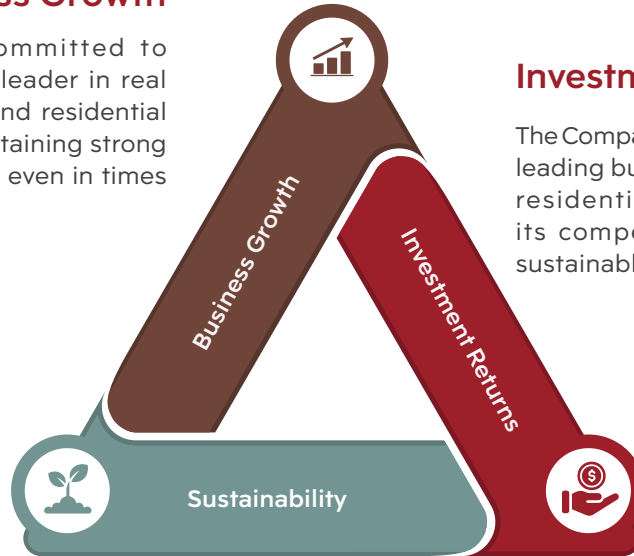 ss Growth
ommitted to
leader in real
nd residential
taining strong
even in times
Investm
The Compa
leading bu
residenti
its compe
sustainabl
Business Growth
Investment Returns
Sustainability
$